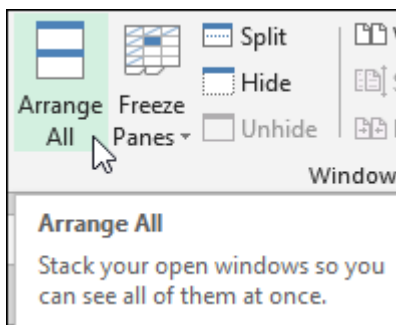 Arrange All
Freeze Panes
Split
Hide
Unhide
Window
Arrange All
Stack your open windows so you
can see all of them at once.